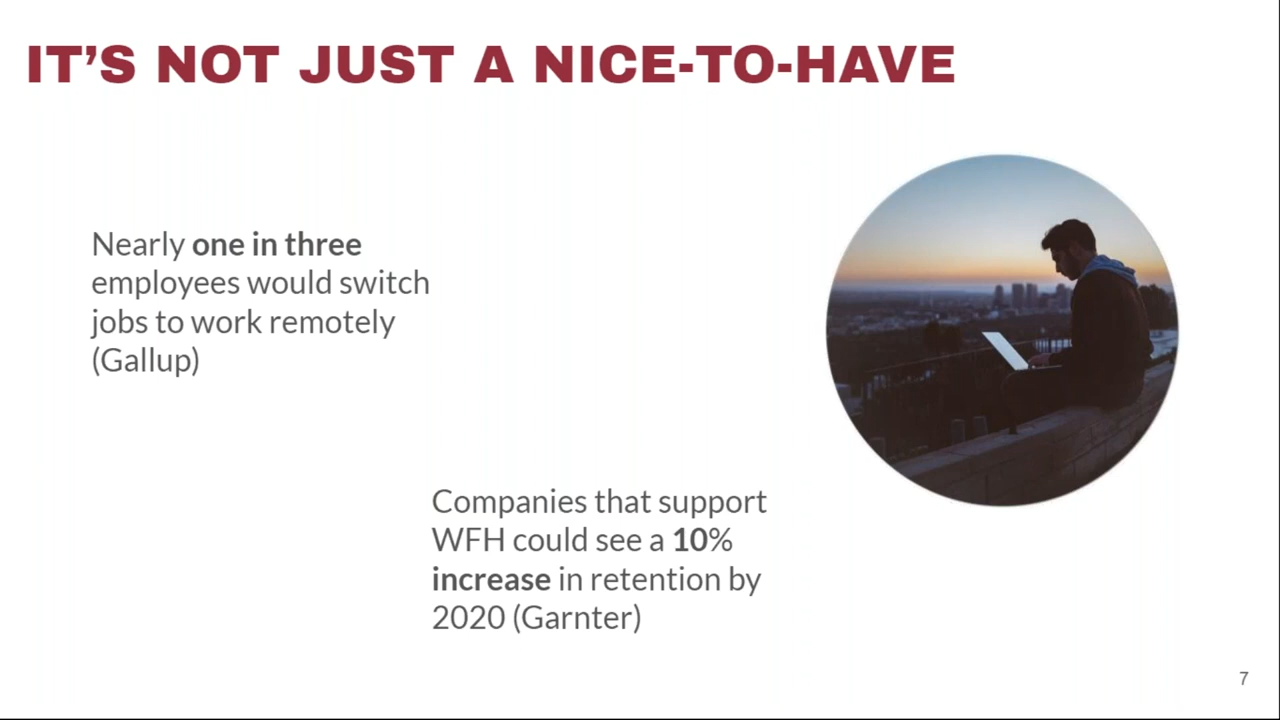 IT'S NOT JUST A NICE-TO-HAVE
Nearly one in three
employees would switch
jobs to work remotely
(Gallup)
Companies that support
WFH could see a 10%
increase in retention by
2020 (Garnter)
7